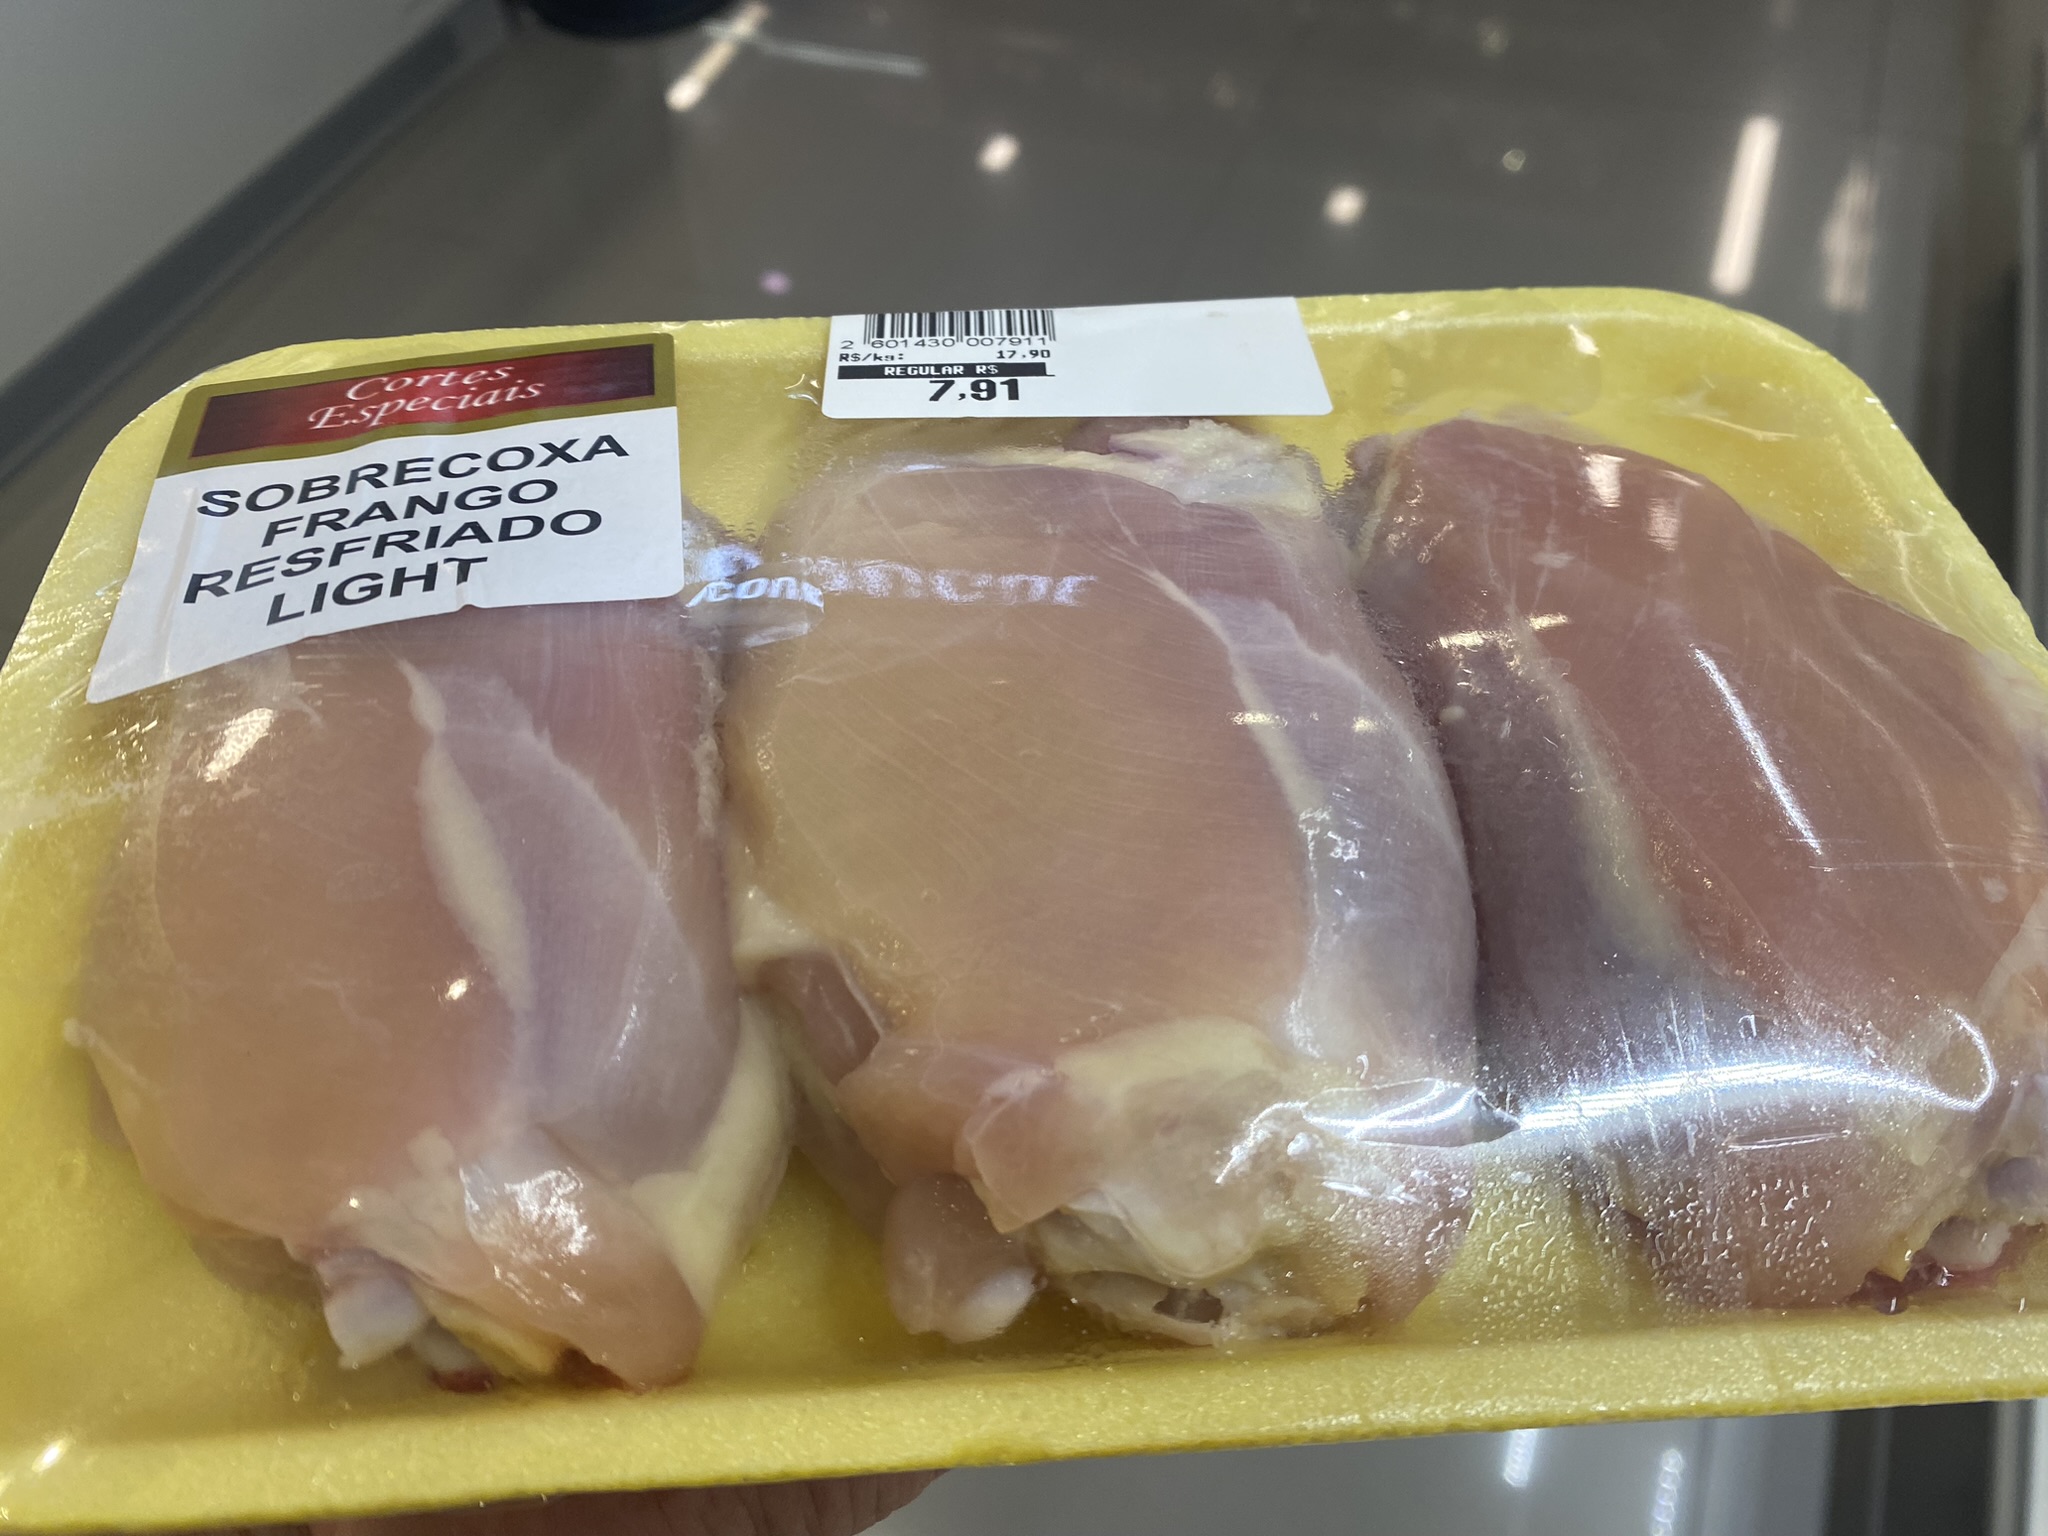 Cortes
Especiais
SOBRECOXA
FRANGO
RESFRIADO
LIGHT
2 601430 007911
R$/kg: 17,90
REGULAR R$
7,91